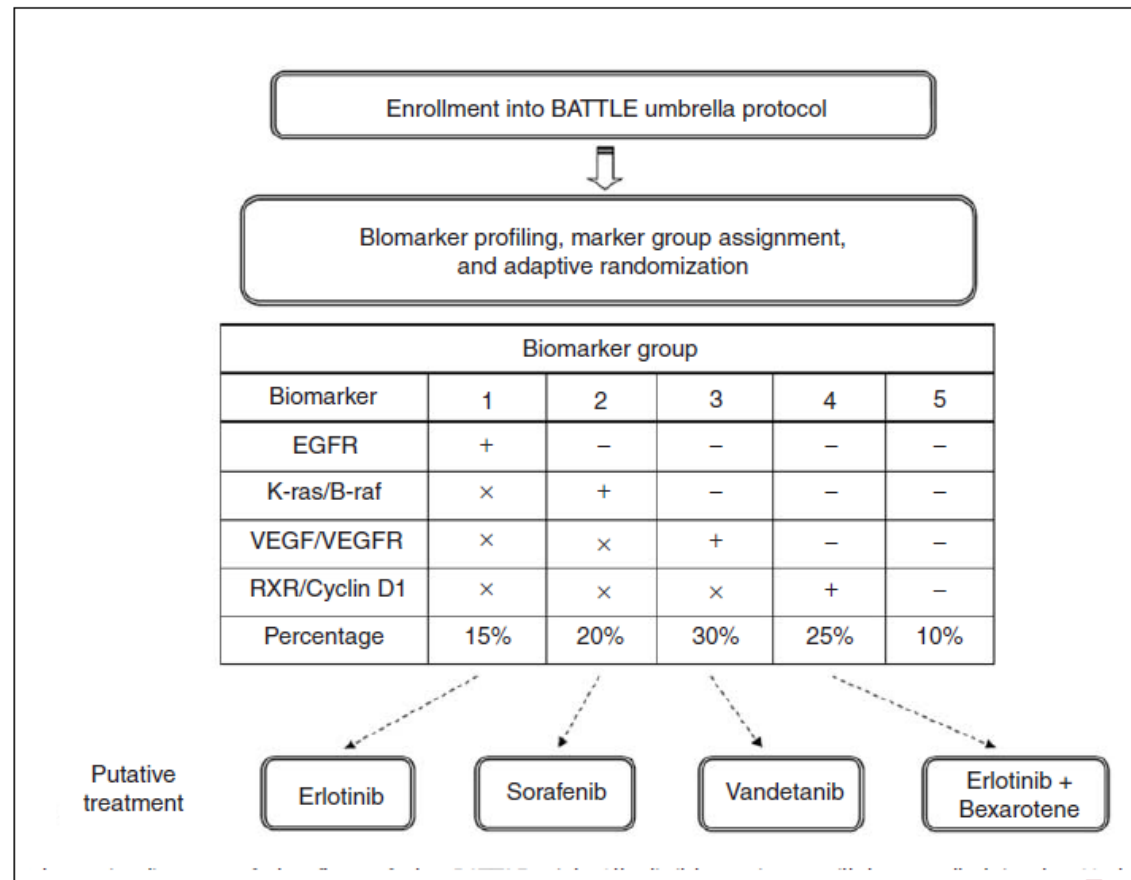 Enrollment into BATTLE umbrella protocol
Blomarker profiling, marker group assignment,
and adaptive randomization
Biomarker group
Biomarker 1 2 3 4 5
EGFR + – – – –
K-ras/B-raf × + – – –
VEGF/VEGFR × × + – –
RXR/Cyclin D1 × × × + –
Percentage 15% 20% 30% 25% 10%
Putative
treatment
Erlotinib
Sorafenib
Vandetanib
Erlotinib +
Bexarotene